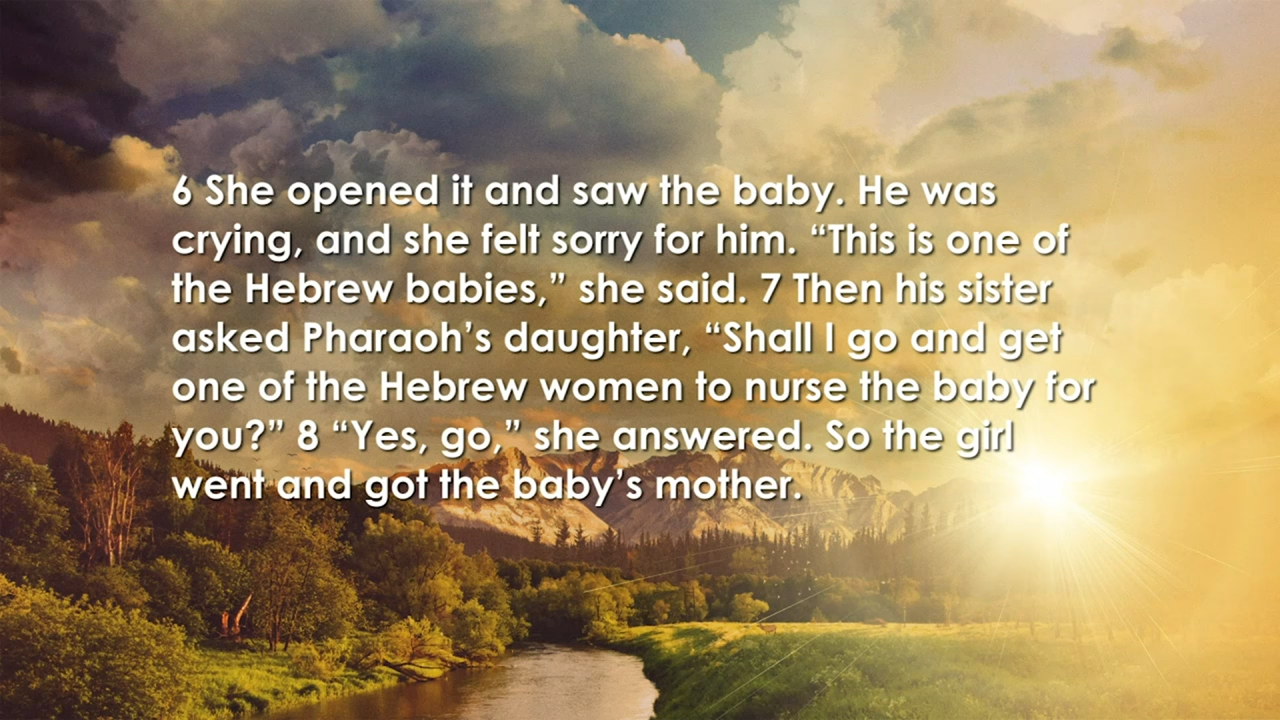 6 She opened it and saw the baby. He was
crying, and she felt sorry for him. “This is one of
the Hebrew babies,” she said. 7 Then his sister
asked Pharaoh’s daughter, “Shall I go and get
one of the Hebrew women to nurse the baby for
you?” 8 “Yes, go,” she answered. So the girl
went and got the baby’s mother.